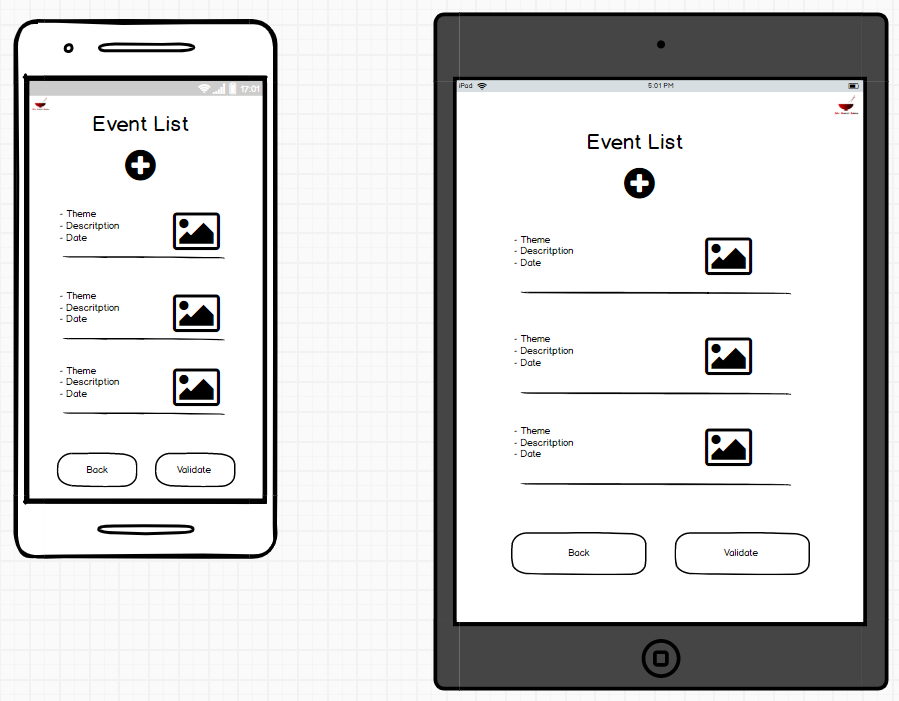 17:01
Event List
- Theme
- Descritption
- Date
- Theme
- Descritption
- Date
- Theme
- Descritption
- Date
Back
Validate
iPad
5:01 PM
Event List
- Theme
- Descritption
- Date
- Theme
- Descritption
- Date
- Theme
- Descritption
- Date
Back
Validate